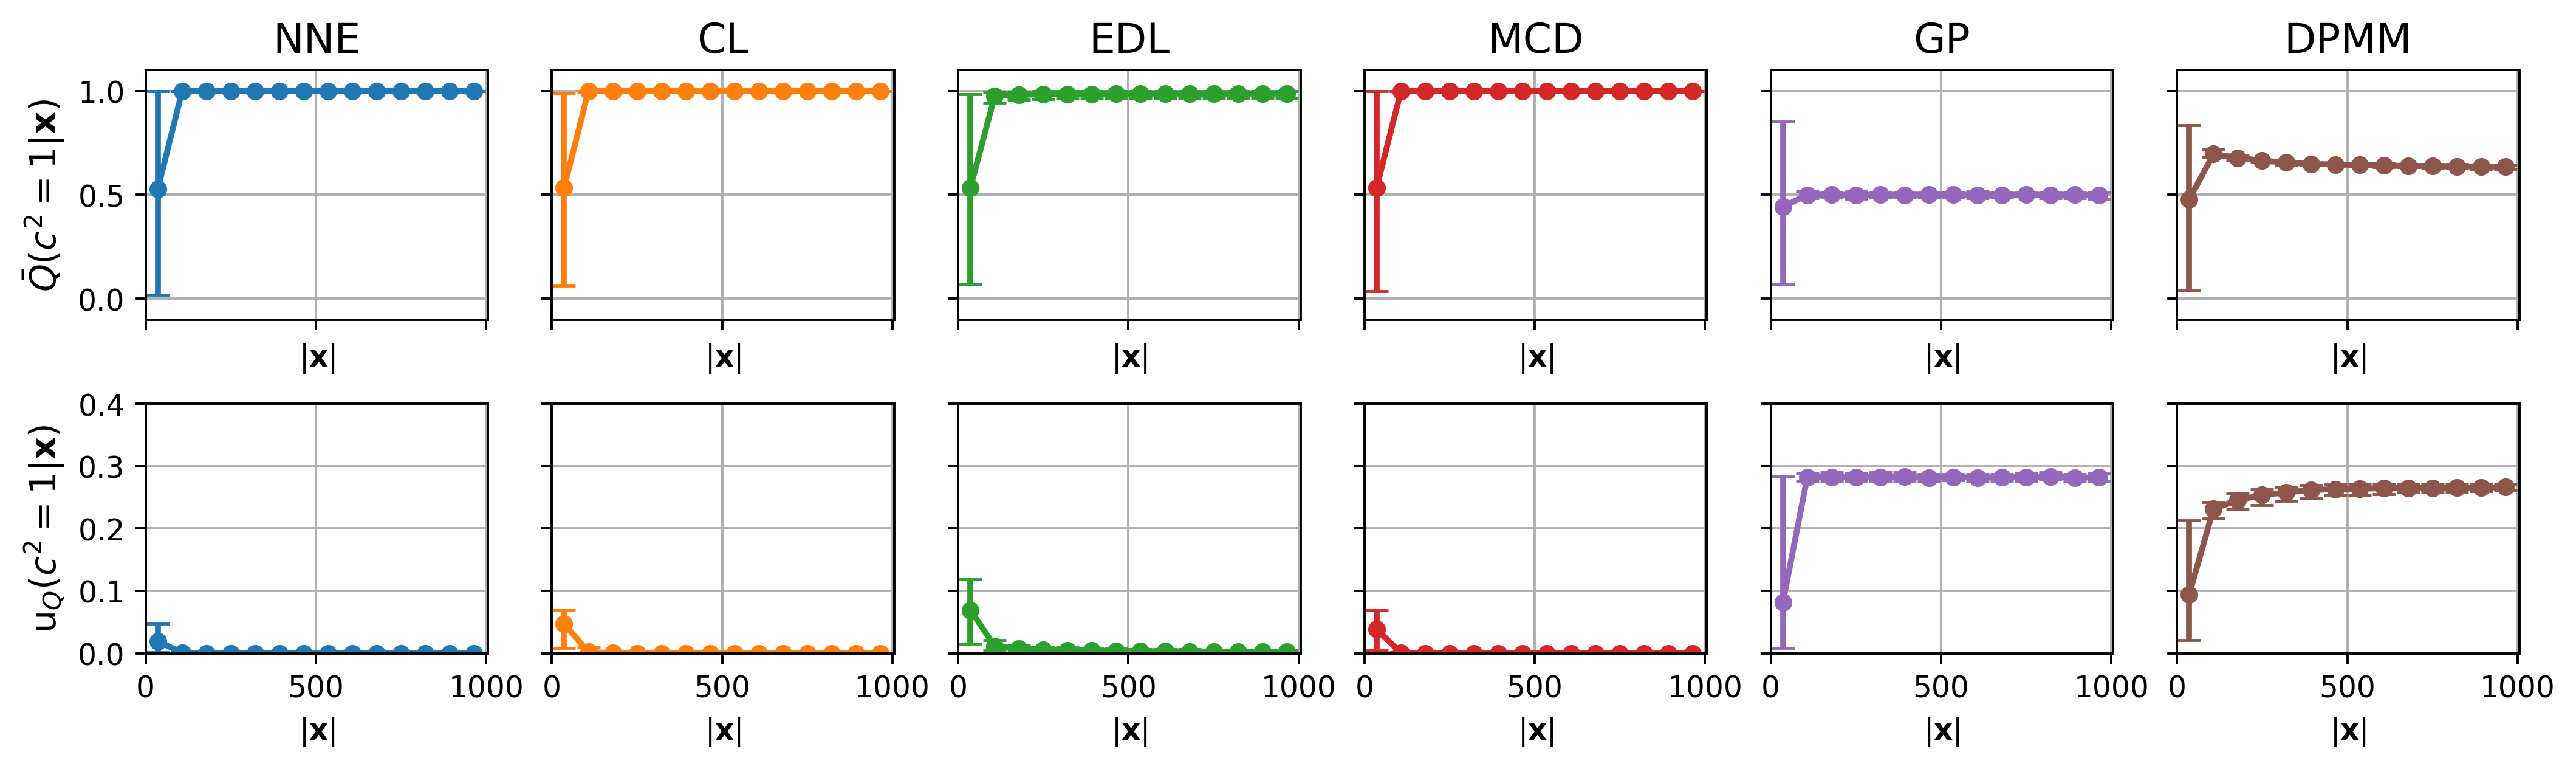 NNE CL EDL MCD GP DPMM
Q̄(c² = 1|x)
1.0
0.5
0.0
|x| |x| |x| |x| |x| |x|
u_Q(c² = 1|x)
0.4
0.3
0.2
0.1
0.0
0 500 1000 0 500 1000 0 500 1000 0 500 1000 0 500 1000 0 500 1000
|x| |x| |x| |x| |x| |x|